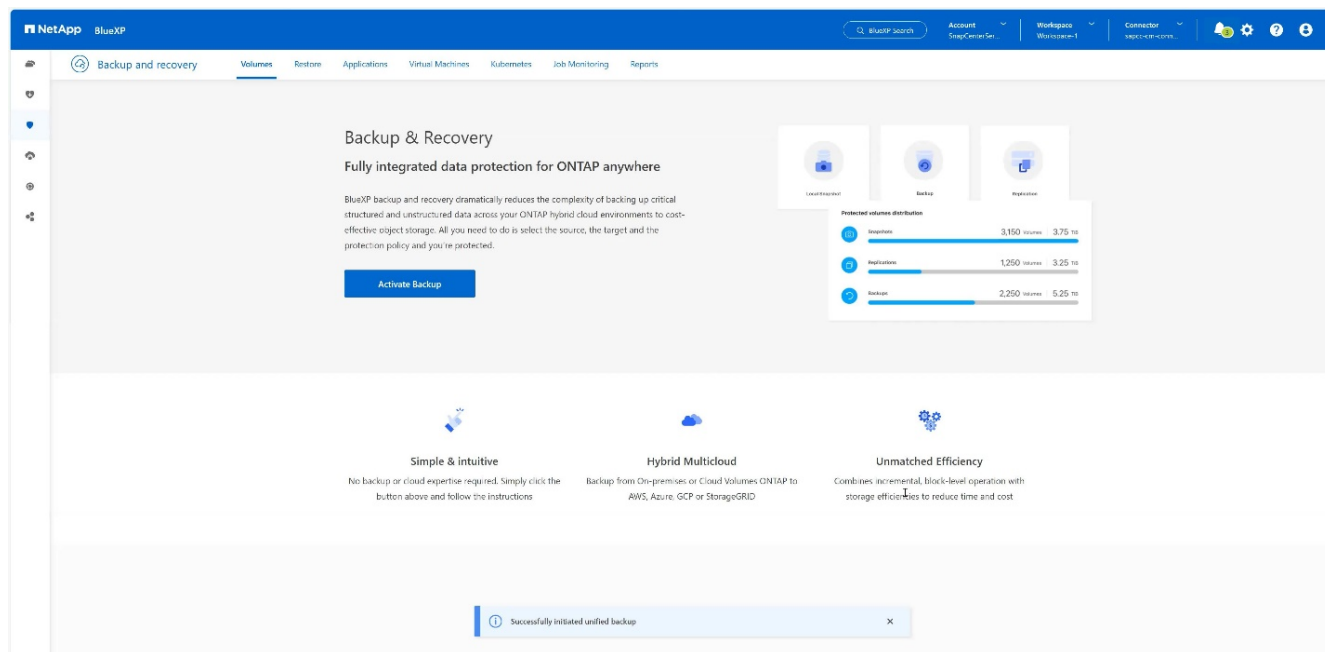 NetApp BlueXP
BlueXP Search
Account
SnapCenterSer...
Workspace
Workspace-1
Connector
sapcc-cm-conn...
Backup and recovery
Volumes Restore Applications Virtual Machines Kubernetes Job Monitoring Reports
Backup & Recovery
Fully integrated data protection for ONTAP anywhere
BlueXP backup and recovery dramatically reduces the complexity of backing up critical
structured and unstructured data across your ONTAP hybrid cloud environments to cost-
effective object storage. All you need to do is select the source, the target and the
protection policy and you're protected.
Activate Backup
Local Snapshot Backup Replication
Protected volumes distribution
Snapshots 3,150 Volumes 3.75 TiB
Replications 1,250 Volumes 3.25 TiB
Backups 2,250 Volumes 5.25 TiB
Simple & intuitive
No backup or cloud expertise required. Simply click the
button above and follow the instructions
Hybrid Multicloud
Backup from On-premises or Cloud Volumes ONTAP to
AWS, Azure, GCP or StorageGRID
Unmatched Efficiency
Combines incremental, block-level operation with
storage efficiencies to reduce time and cost
Successfully initiated unified backup